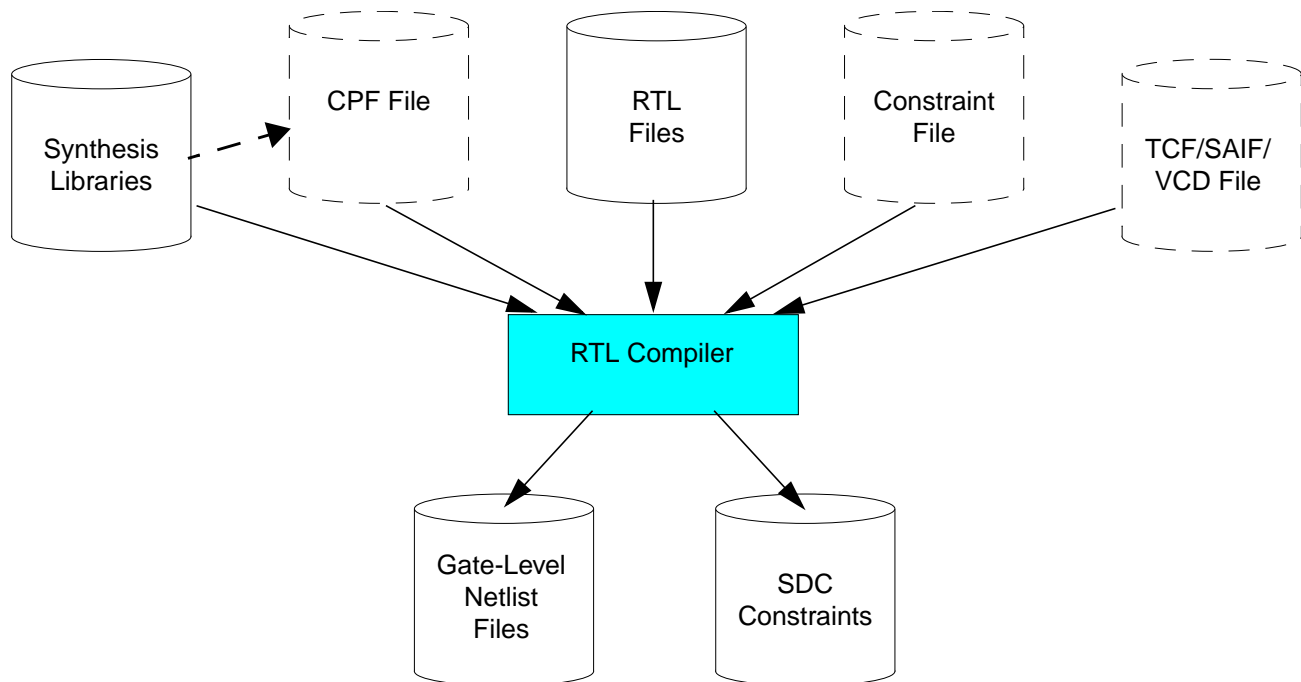 Synthesis
Libraries
CPF File
RTL
Files
Constraint
File
TCF/SAIF/
VCD File
RTL Compiler
Gate-Level
Netlist
Files
SDC
Constraints